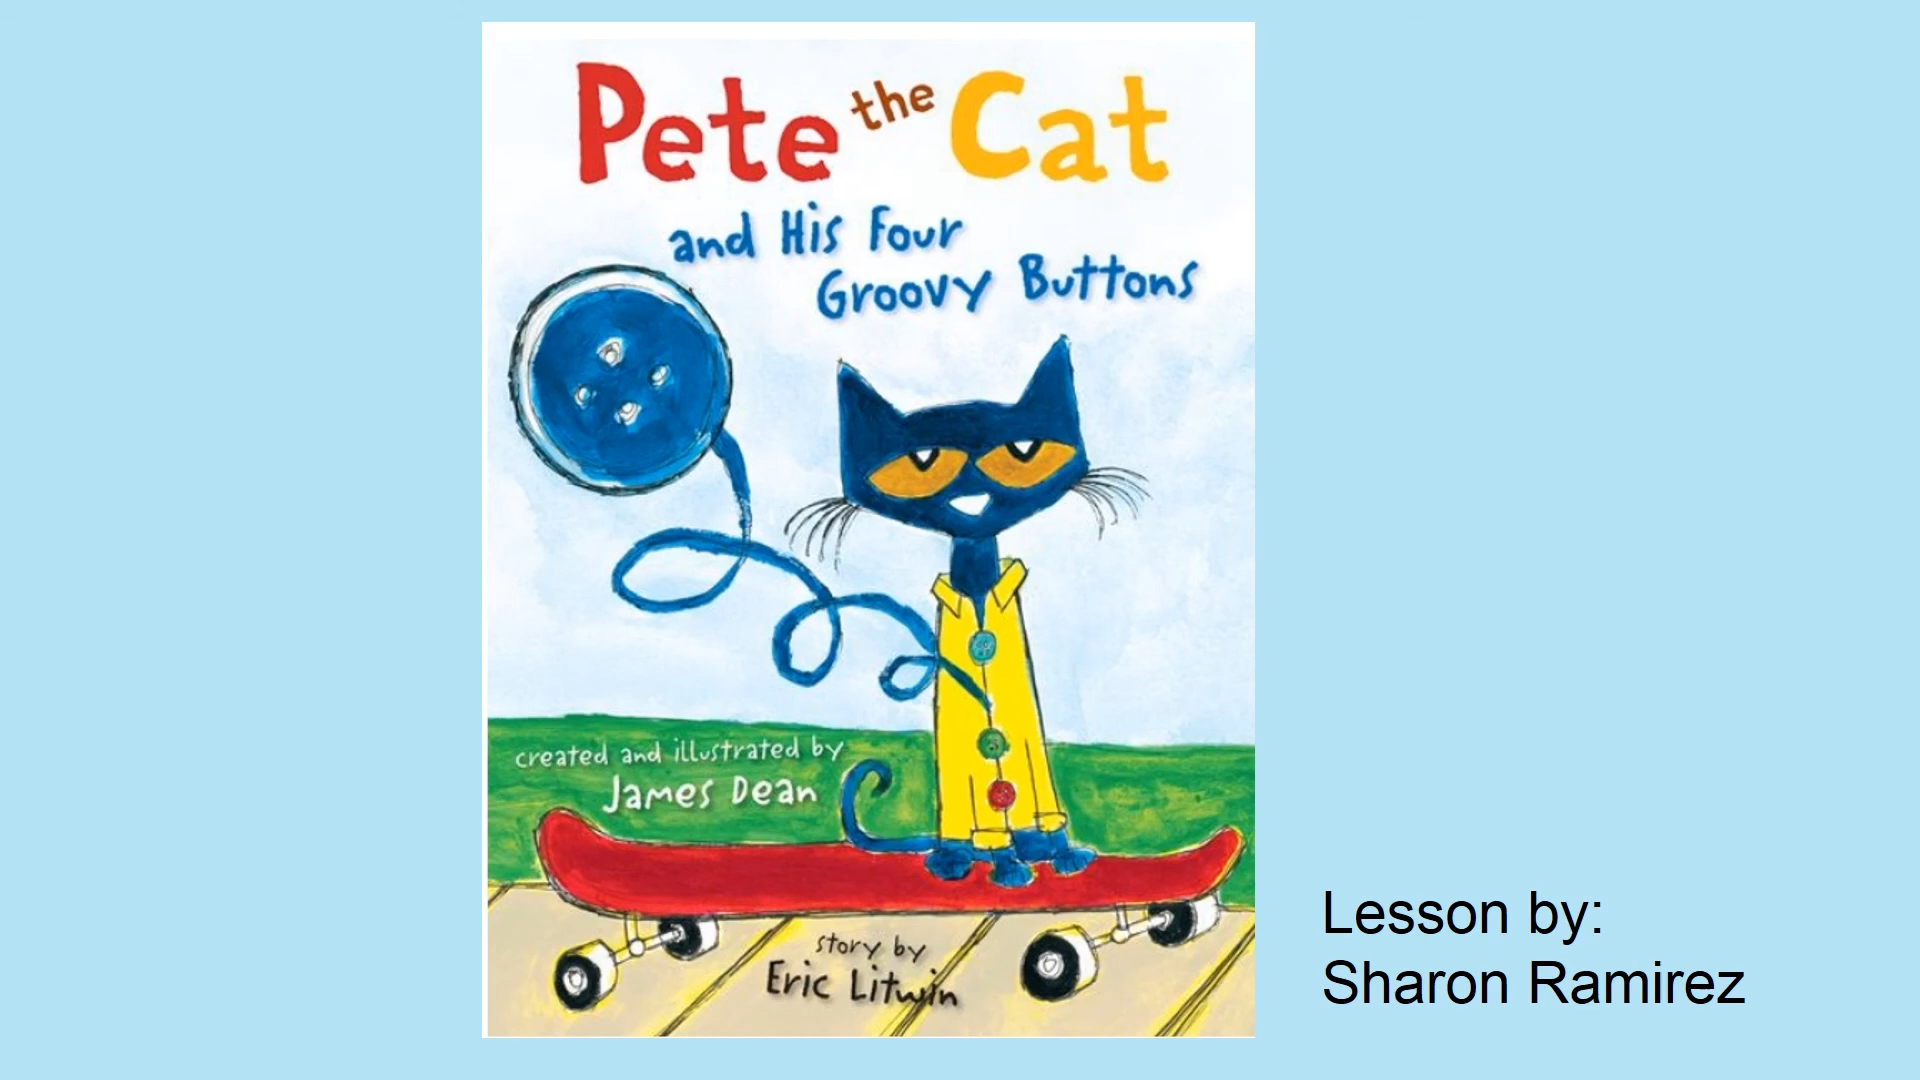 Pete the Cat
and His Four
Groovy Buttons
created and illustrated by
James Dean
story by
Eric Litwin
Lesson by:
Sharon Ramirez